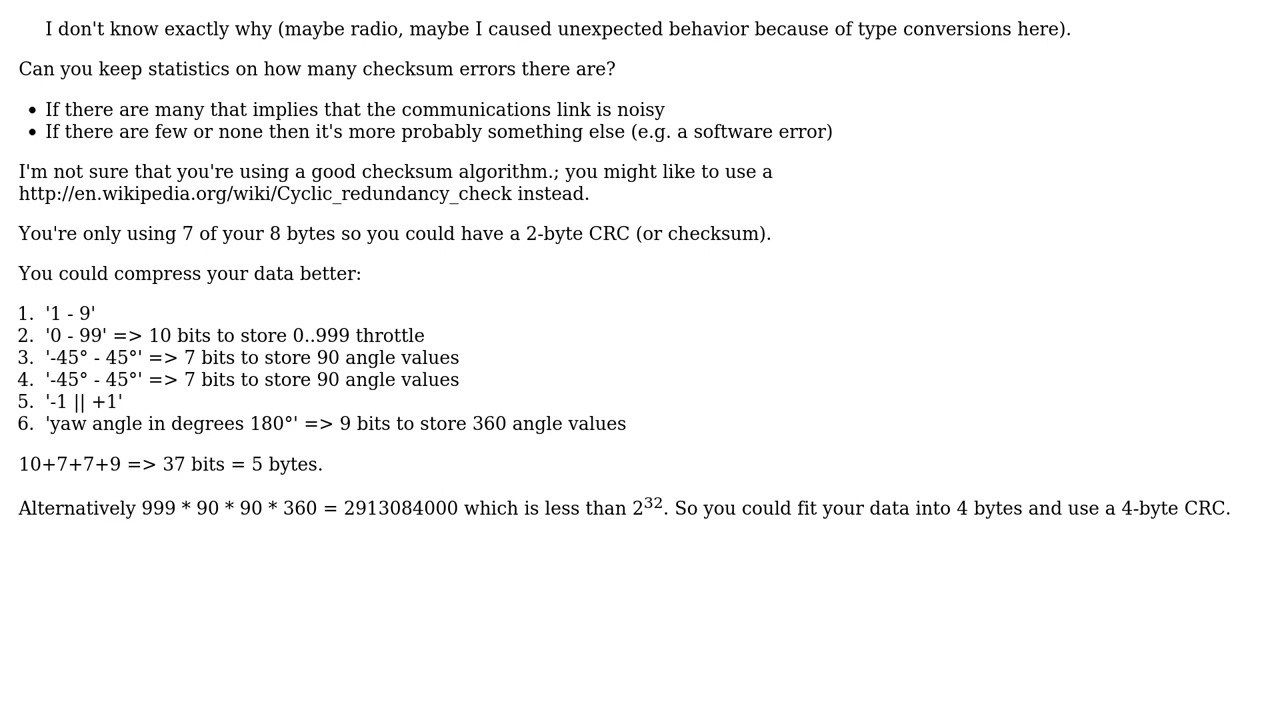 I don't know exactly why (maybe radio, maybe I caused unexpected behavior because of type conversions here).
Can you keep statistics on how many checksum errors there are?
• If there are many that implies that the communications link is noisy
• If there are few or none then it's more probably something else (e.g. a software error)
I'm not sure that you're using a good checksum algorithm.; you might like to use a
http://en.wikipedia.org/wiki/Cyclic_redundancy_check instead.
You're only using 7 of your 8 bytes so you could have a 2-byte CRC (or checksum).
You could compress your data better:
1. '1 - 9'
2. '0 - 99' => 10 bits to store 0..999 throttle
3. '-45° - 45°' => 7 bits to store 90 angle values
4. '-45° - 45°' => 7 bits to store 90 angle values
5. '-1 || +1'
6. 'yaw angle in degrees 180°' => 9 bits to store 360 angle values
10+7+7+9 => 37 bits = 5 bytes.
Alternatively 999 * 90 * 90 * 360 = 2913084000 which is less than 2^32. So you could fit your data into 4 bytes and use a 4-byte CRC.